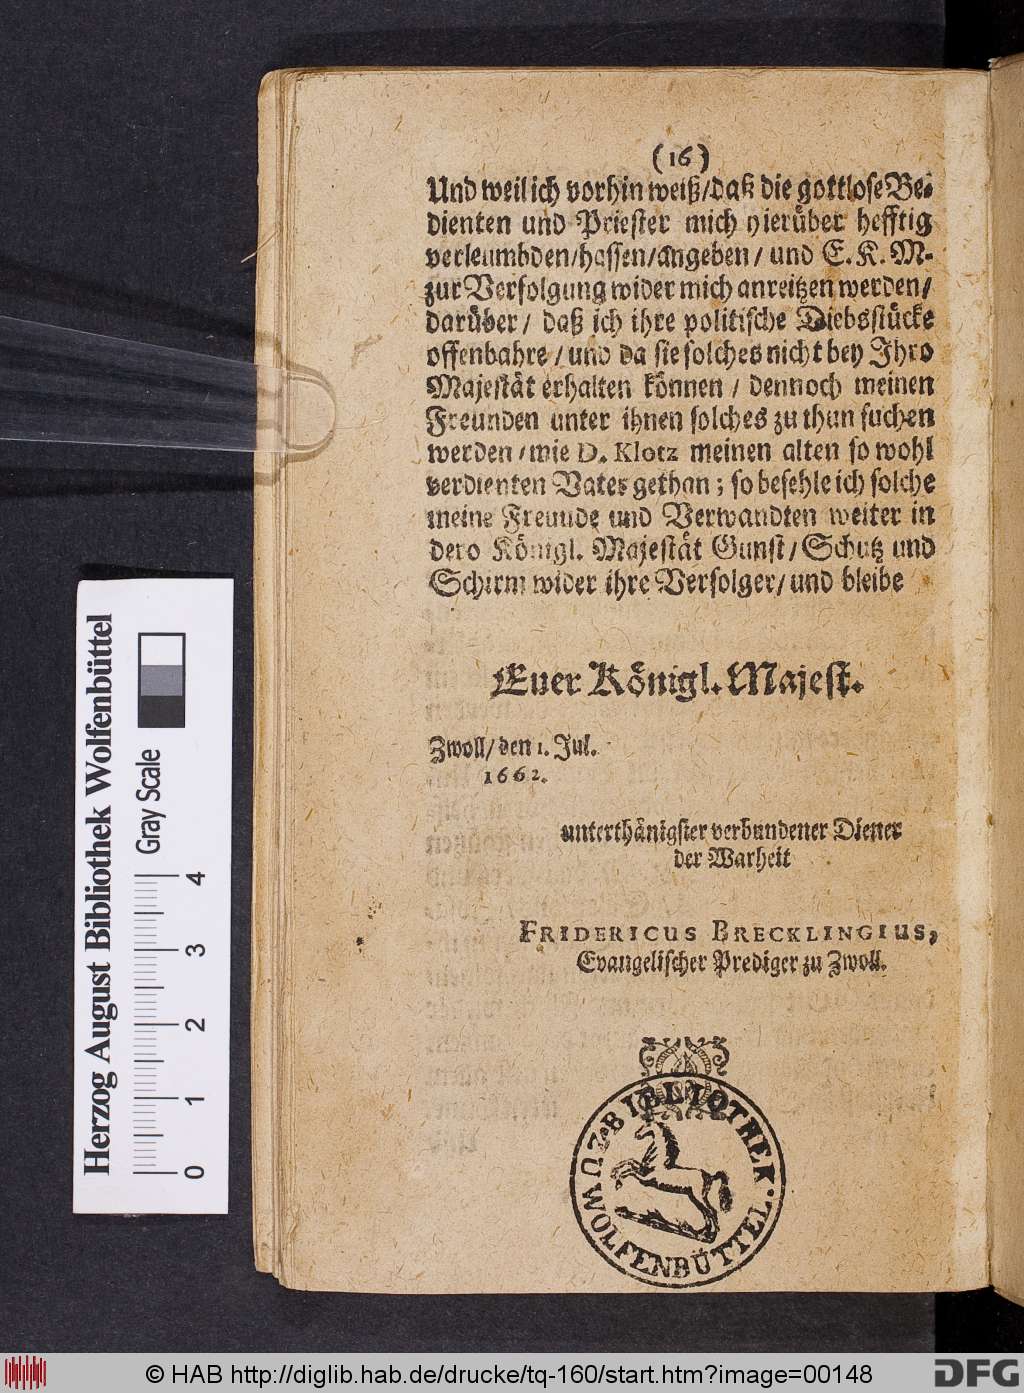 (16)
Und weil ich vorhin weiß/daß die gottlose Be-
dienten und Priester mich hierüber hefftig
verleumbden/hassen/angeben/ und E. K. M.
zur Verfolgung wider mich anreitzen werden/
darüber/ daß ich ihre politische Diebsstücke
offenbahre/und da sie solches nicht bey Ihro
Majestät erhalten können/ dennoch meinen
Freunden unter ihnen solches zu thun suchen
werden/wie D. Klotz meinen alten so wohl
verdienten Vater gethan; so befehle ich solche
meine Freunde und Verwandten weiter in
dero Königl. Majestät Gunst/Schutz und
Schirm wider ihre Verfolger/und bleibe
Euer Königl. Majest.
Zwoll/den 1. Jul.
1662.
unterthänigster verbundener Diener
der Warheit
FRIDERICUS BRECKLINGIUS,
Evangelischer Prediger zu Zwoll.
BIBLIOTHEK ZU WOLFENBÜTTEL
Herzog August Bibliothek Wolfenbüttel
Gray Scale
0 1 2 3 4
© HAB http://diglib.hab.de/drucke/tq-160/start.htm?image=00148
DFG